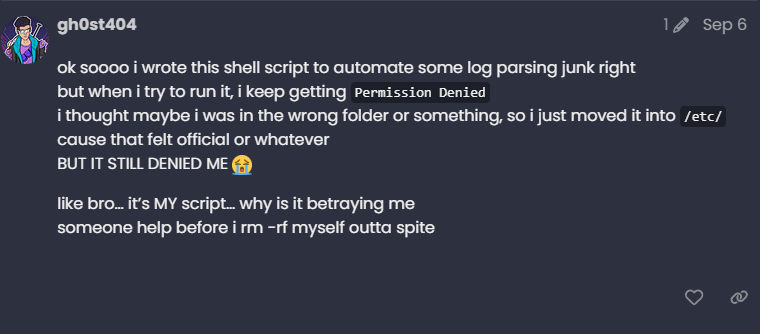 gh0st404
1 Sep 6
ok soooo i wrote this shell script to automate some log parsing junk right
but when i try to run it, i keep getting Permission Denied
i thought maybe i was in the wrong folder or something, so i just moved it into /etc/
cause that felt official or whatever
BUT IT STILL DENIED ME 😭
like bro... it’s MY script... why is it betraying me
someone help before i rm -rf myself outta spite